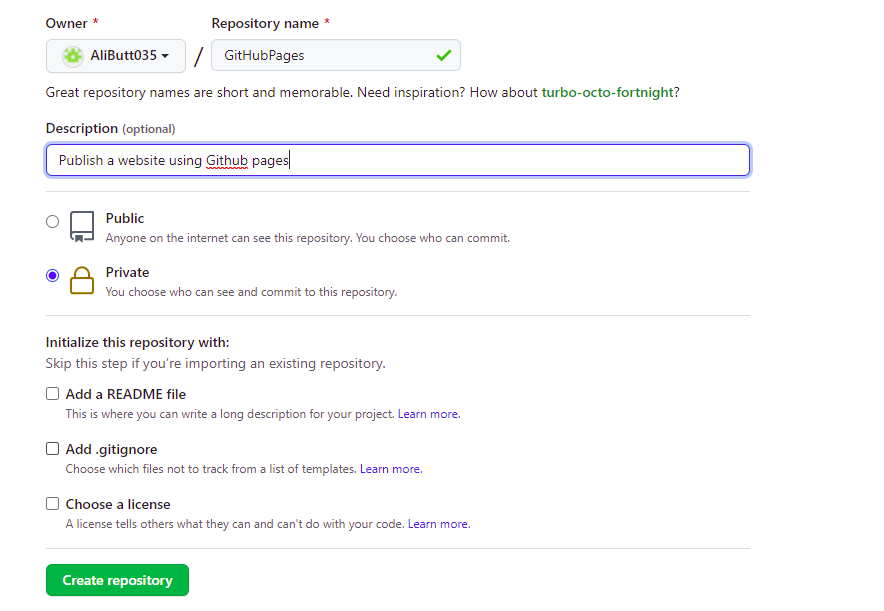 Owner * Repository name *
AliButt035 / GitHubPages
Great repository names are short and memorable. Need inspiration? How about turbo-octo-fortnight?
Description (optional)
Publish a website using Github pages
Public
Anyone on the internet can see this repository. You choose who can commit.
Private
You choose who can see and commit to this repository.
Initialize this repository with:
Skip this step if you're importing an existing repository.
Add a README file
This is where you can write a long description for your project. Learn more.
Add .gitignore
Choose which files not to track from a list of templates. Learn more.
Choose a license
A license tells others what they can and can't do with your code. Learn more.
Create repository